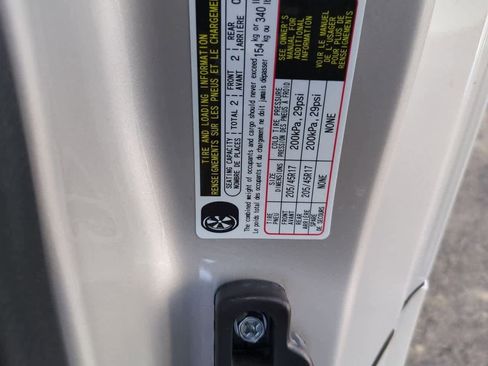 TIRE AND LOADING INFORMATION
RENSEIGNEMENTS SUR LES PNEUS ET LE CHARGEMENT
SEATING CAPACITY TOTAL 2 FRONT 2 REAR
NOMBRE DE PLACES AVANT ARRIÈRE
The combined weight of occupants and cargo should never exceed 154 kg or 340
Le poids total des occupants et du chargement ne doit jamais dépasser 154 kg ou
TIRE SIZE COLD TIRE PRESSURE
PNEU DIMENSIONS PRESSION DES PNEUS À FROID
FRONT 205/45R17 200kPa, 29psi
AVANT
REAR 205/45R17 200kPa, 29psi
ARRIÈRE
SPARE NONE NONE
DE SECOURS
SEE OWNER'S
MANUAL FOR
ADDITIONAL
INFORMATION
VOIR LE MANUEL
DE L'USAGER
POUR PLUS DE
RENSEIGNEMENTS